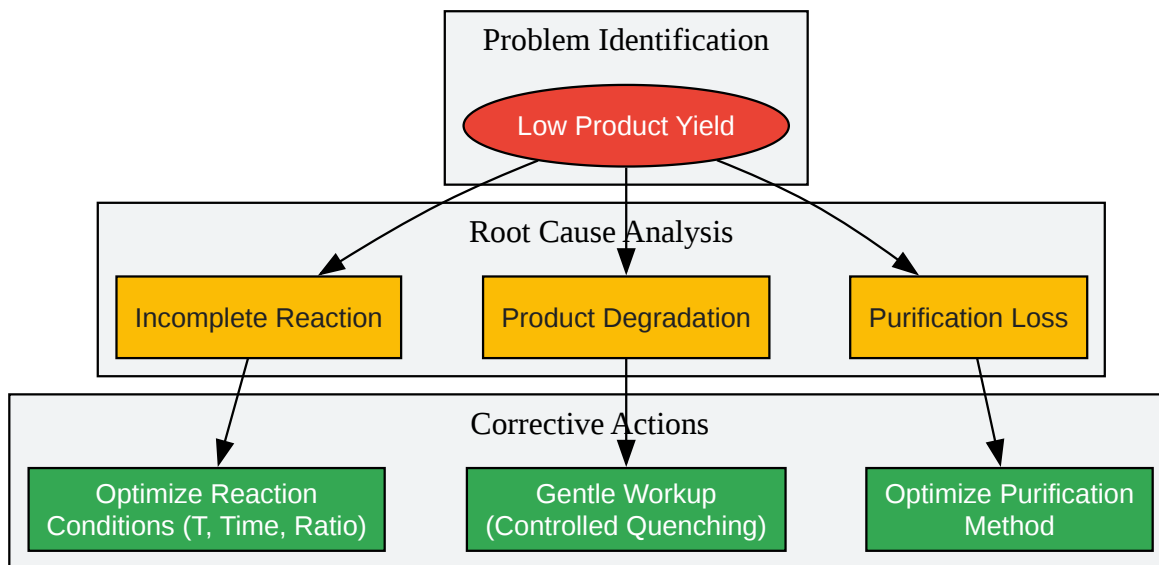 Problem Identification
Low Product Yield
Root Cause Analysis
Incomplete Reaction
Product Degradation
Purification Loss
Corrective Actions
Optimize Reaction
Conditions (T, Time, Ratio)
Gentle Workup
(Controlled Quenching)
Optimize Purification
Method